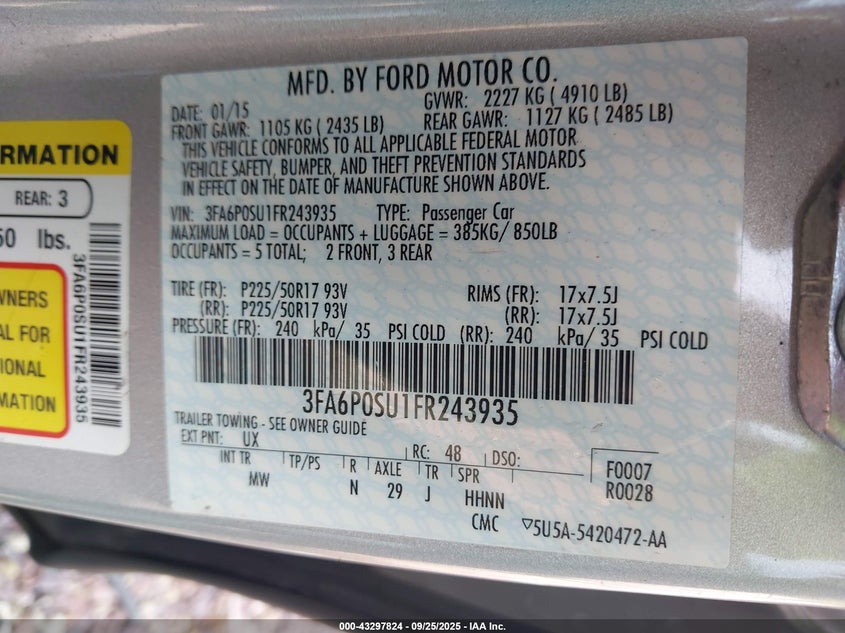 MFD. BY FORD MOTOR CO.
DATE: 01/15
GVWR: 2227 KG ( 4910 LB)
FRONT GAWR: 1105 KG ( 2435 LB)
REAR GAWR: 1127 KG ( 2485 LB)
THIS VEHICLE CONFORMS TO ALL APPLICABLE FEDERAL MOTOR
VEHICLE SAFETY, BUMPER, AND THEFT PREVENTION STANDARDS
IN EFFECT ON THE DATE OF MANUFACTURE SHOWN ABOVE.
VIN: 3FA6P0SU1FR243935 TYPE: Passenger Car
MAXIMUM LOAD = OCCUPANTS + LUGGAGE = 385KG/ 850LB
OCCUPANTS = 5 TOTAL; 2 FRONT, 3 REAR
TIRE (FR): P225/50R17 93V RIMS (FR): 17x7.5J
(RR): P225/50R17 93V (RR): 17x7.5J
PRESSURE (FR): 240 kPa/ 35 PSI COLD (RR): 240 kPa/ 35 PSI COLD
3FA6P0SU1FR243935
TRAILER TOWING - SEE OWNER GUIDE
EXT PNT: UX RC: 48 DSO:
INT TR TP/PS R AXLE TR SPR
MW N 29 J HHNN
F0007
R0028
CMC ▽5U5A-5420472-AA
RMATION
REAR: 3
50 lbs.
WNERS
AL FOR
IONAL
MATION
3FA6P0SU1FR243935
000-43297824 | 09/25/2025 | IAA Inc.